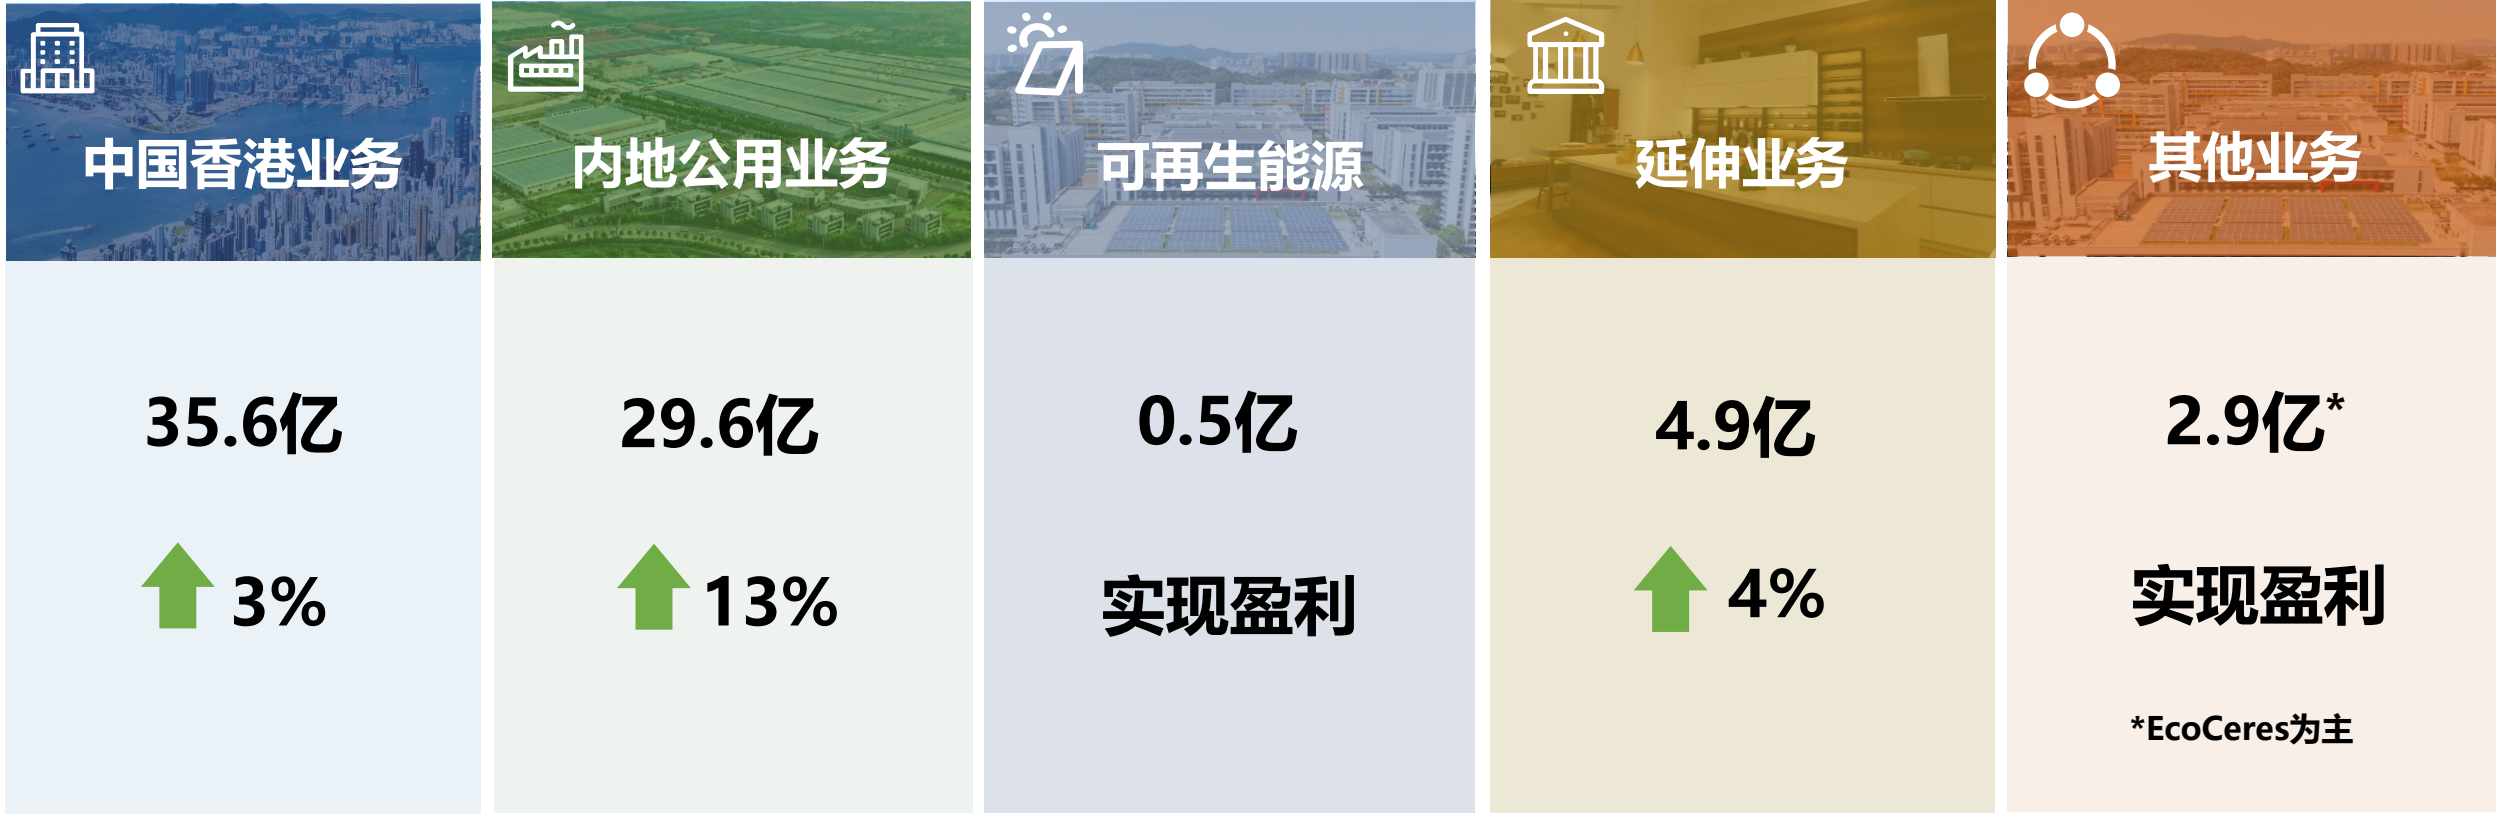 中国香港业务
35.6亿
3%
内地公用业务
29.6亿
13%
可再生能源
0.5亿
实现盈利
延伸业务
4.9亿
4%
其他业务
2.9亿*
实现盈利
*EcoCeres为主